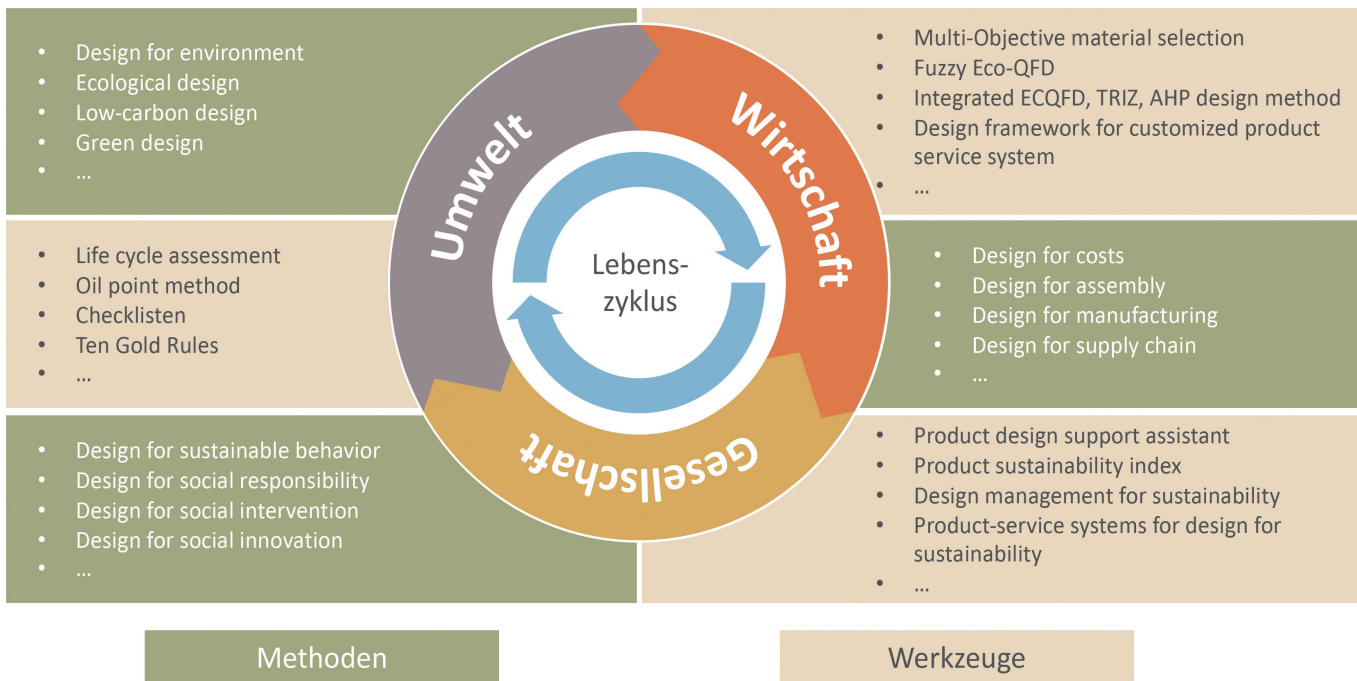 • Design for environment
• Ecological design
• Low-carbon design
• Green design
• ...
• Life cycle assessment
• Oil point method
• Checklisten
• Ten Gold Rules
• ...
• Design for sustainable behavior
• Design for social responsibility
• Design for social intervention
• Design for social innovation
• ...
Umwelt
Wirtschaft
Gesellschaft
Lebens-
zyklus
• Multi-Objective material selection
• Fuzzy Eco-QFD
• Integrated ECQFD, TRIZ, AHP design method
• Design framework for customized product
service system
• ...
• Design for costs
• Design for assembly
• Design for manufacturing
• Design for supply chain
• ...
• Product design support assistant
• Product sustainability index
• Design management for sustainability
• Product-service systems for design for
sustainability
• ...
Methoden
Werkzeuge